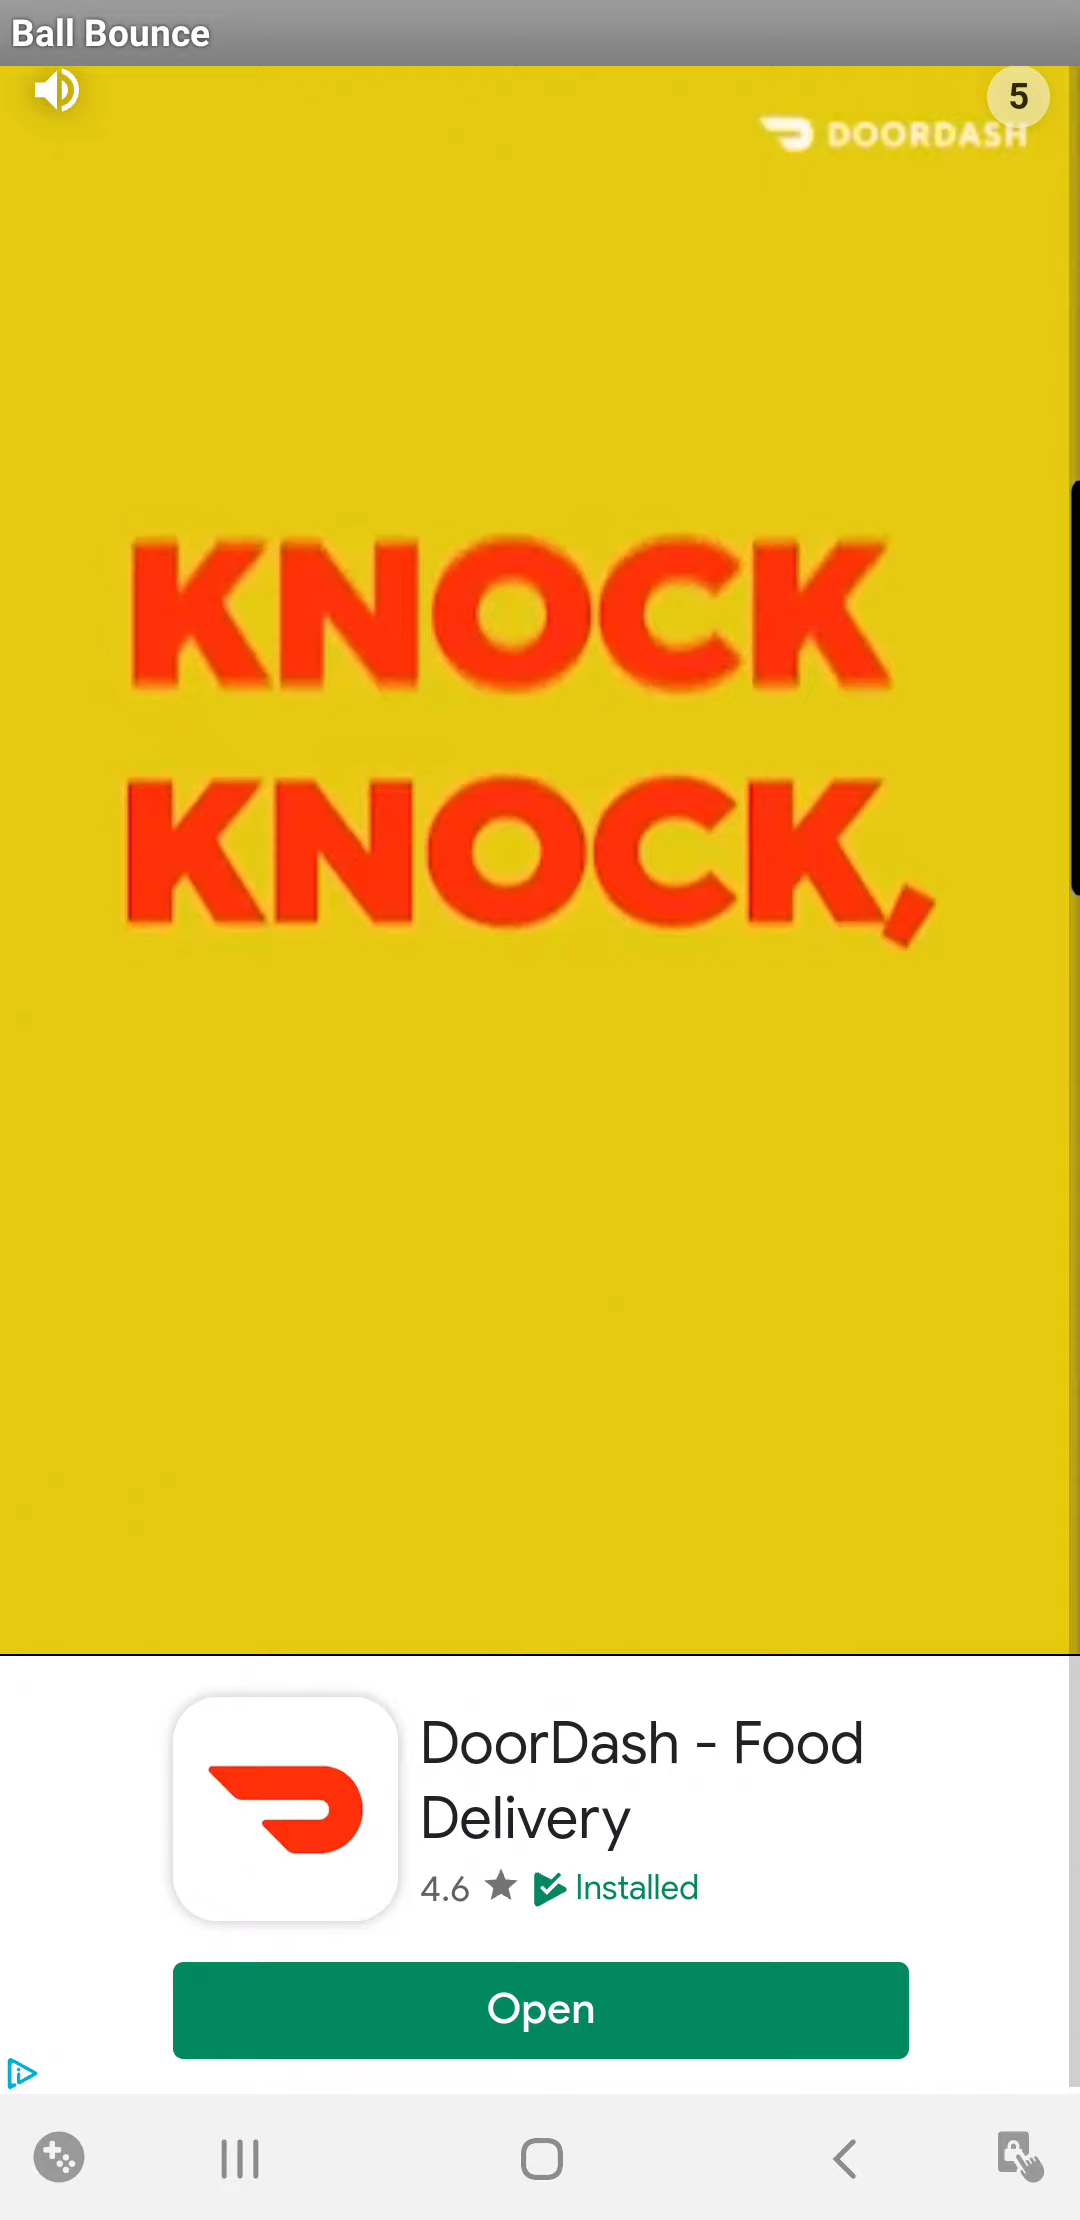 Ball Bounce
5
DOORDASH
KNOCK
KNOCK,
DoorDash - Food
Delivery
4.6 Installed
Open